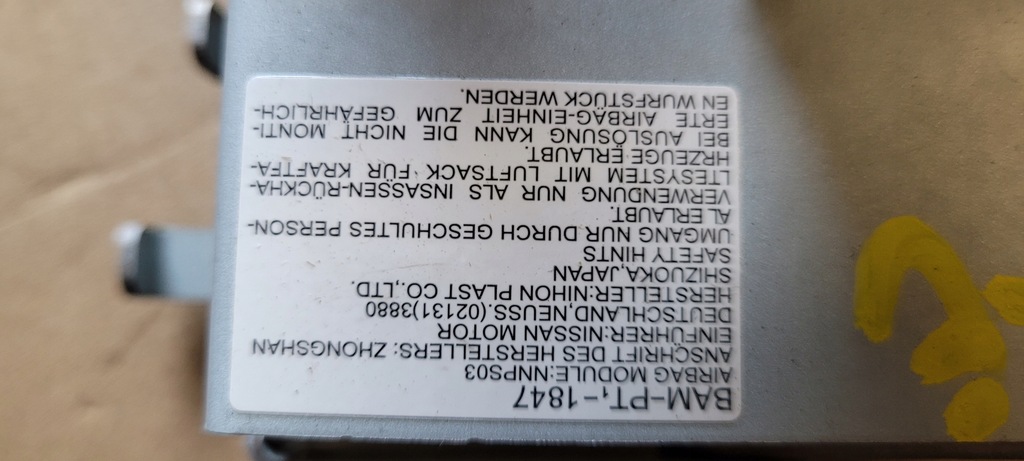 BAM-PT₁-1847
AIRBAG MODULE:NNPS03
ANSCHRIFT DES HERSTELLERS: ZHONGSHAN
EINFÜHRER:NISSAN MOTOR
DEUTSCHLAND,NEUSS.(02131)3880
HERSTELLER:NIHON PLAST CO.,LTD.
SHIZUOKA,JAPAN
SAFETY HINTS
UMGANG NUR DURCH GESCHULTES PERSON-
AL ERLAUBT.
VERWENDUNG NUR ALS INSASSEN-RÜCKHA-
LTESYSTEM MIT LUFTSACK FÜR KRAFTFA-
HRZEUGE ERLAUBT.
BEI AUSLÖSUNG KANN DIE NICHT MONTI-
ERTE AIRBAG-EINHEIT ZUM GEFÄHRLICH-
EN WURFSTÜCK WERDEN.